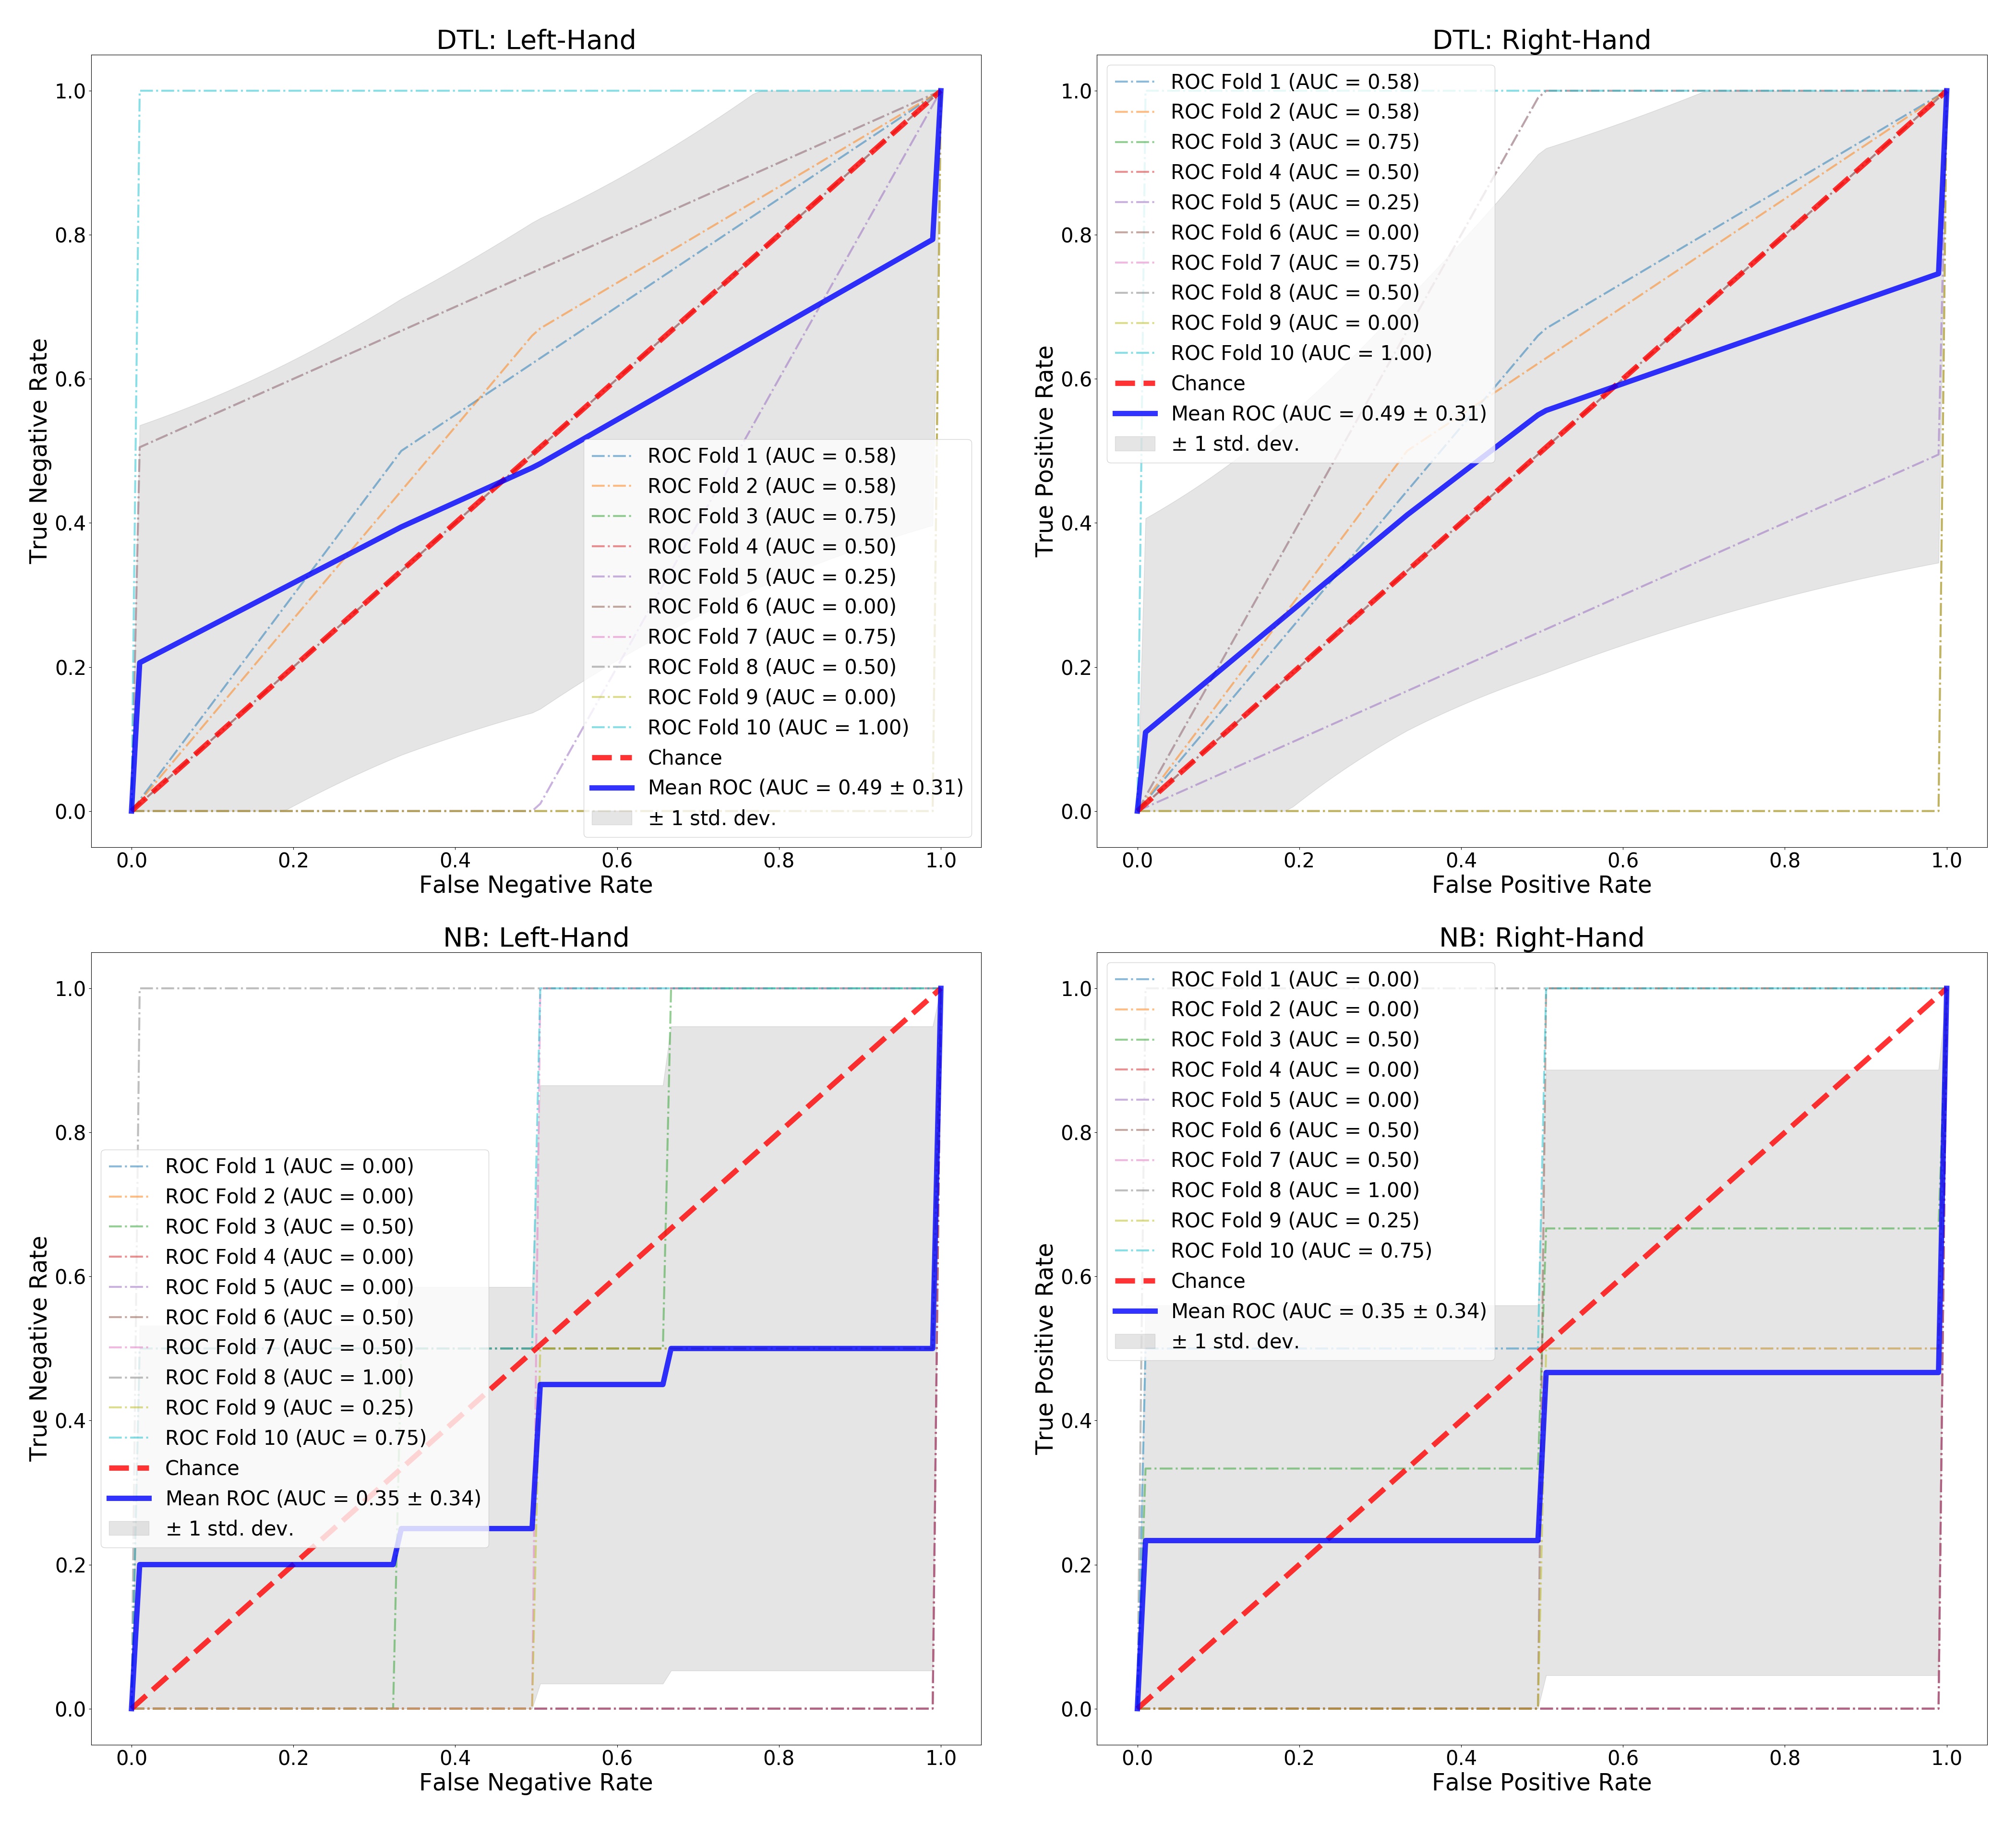 DTL: Left-Hand
True Negative Rate
1.0
0.8
0.6
0.4
0.2
0.0
ROC Fold 1 (AUC = 0.58)
ROC Fold 2 (AUC = 0.58)
ROC Fold 3 (AUC = 0.75)
ROC Fold 4 (AUC = 0.50)
ROC Fold 5 (AUC = 0.25)
ROC Fold 6 (AUC = 0.00)
ROC Fold 7 (AUC = 0.75)
ROC Fold 8 (AUC = 0.50)
ROC Fold 9 (AUC = 0.00)
ROC Fold 10 (AUC = 1.00)
Chance
Mean ROC (AUC = 0.49 ± 0.31)
± 1 std. dev.
0.0 0.2 0.4 0.6 0.8 1.0
False Negative Rate
DTL: Right-Hand
True Positive Rate
1.0
0.8
0.6
0.4
0.2
0.0
ROC Fold 1 (AUC = 0.58)
ROC Fold 2 (AUC = 0.58)
ROC Fold 3 (AUC = 0.75)
ROC Fold 4 (AUC = 0.50)
ROC Fold 5 (AUC = 0.25)
ROC Fold 6 (AUC = 0.00)
ROC Fold 7 (AUC = 0.75)
ROC Fold 8 (AUC = 0.50)
ROC Fold 9 (AUC = 0.00)
ROC Fold 10 (AUC = 1.00)
Chance
Mean ROC (AUC = 0.49 ± 0.31)
± 1 std. dev.
0.0 0.2 0.4 0.6 0.8 1.0
False Positive Rate
NB: Left-Hand
True Negative Rate
1.0
0.8
0.6
0.4
0.2
0.0
ROC Fold 1 (AUC = 0.00)
ROC Fold 2 (AUC = 0.00)
ROC Fold 3 (AUC = 0.50)
ROC Fold 4 (AUC = 0.00)
ROC Fold 5 (AUC = 0.00)
ROC Fold 6 (AUC = 0.50)
ROC Fold 7 (AUC = 0.50)
ROC Fold 8 (AUC = 1.00)
ROC Fold 9 (AUC = 0.25)
ROC Fold 10 (AUC = 0.75)
Chance
Mean ROC (AUC = 0.35 ± 0.34)
± 1 std. dev.
0.0 0.2 0.4 0.6 0.8 1.0
False Negative Rate
NB: Right-Hand
True Positive Rate
1.0
0.8
0.6
0.4
0.2
0.0
ROC Fold 1 (AUC = 0.00)
ROC Fold 2 (AUC = 0.00)
ROC Fold 3 (AUC = 0.50)
ROC Fold 4 (AUC = 0.00)
ROC Fold 5 (AUC = 0.00)
ROC Fold 6 (AUC = 0.50)
ROC Fold 7 (AUC = 0.50)
ROC Fold 8 (AUC = 1.00)
ROC Fold 9 (AUC = 0.25)
ROC Fold 10 (AUC = 0.75)
Chance
Mean ROC (AUC = 0.35 ± 0.34)
± 1 std. dev.
0.0 0.2 0.4 0.6 0.8 1.0
False Positive Rate